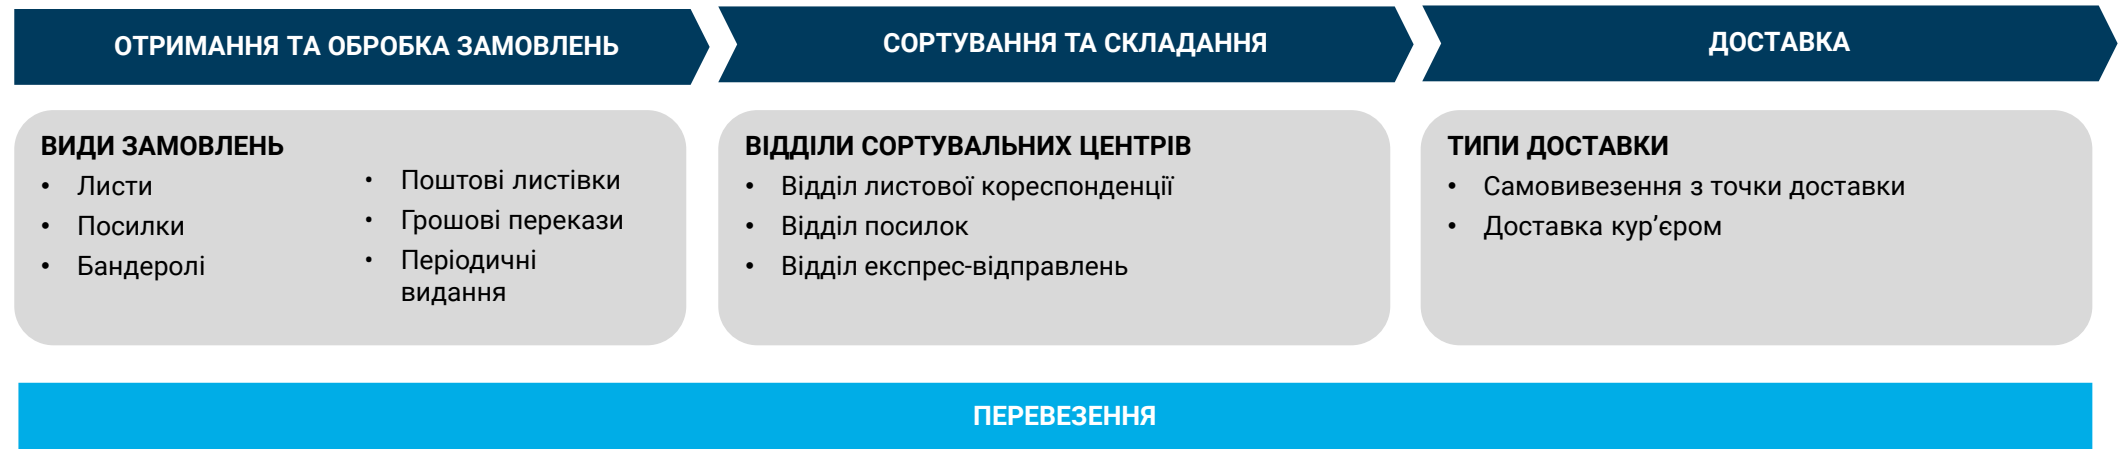 ОТРИМАННЯ ТА ОБРОБКА ЗАМОВЛЕНЬ
СОРТУВАННЯ ТА СКЛАДАННЯ
ДОСТАВКА
ВИДИ ЗАМОВЛЕНЬ
• Листи
• Посилки
• Бандеролі
• Поштові листівки
• Грошові перекази
• Періодичні
видання
ВІДДІЛИ СОРТУВАЛЬНИХ ЦЕНТРІВ
• Відділ листової кореспонденції
• Відділ посилок
• Відділ експрес-відправлень
ТИПИ ДОСТАВКИ
• Самовивезення з точки доставки
• Доставка кур’єром
ПЕРЕВЕЗЕННЯ